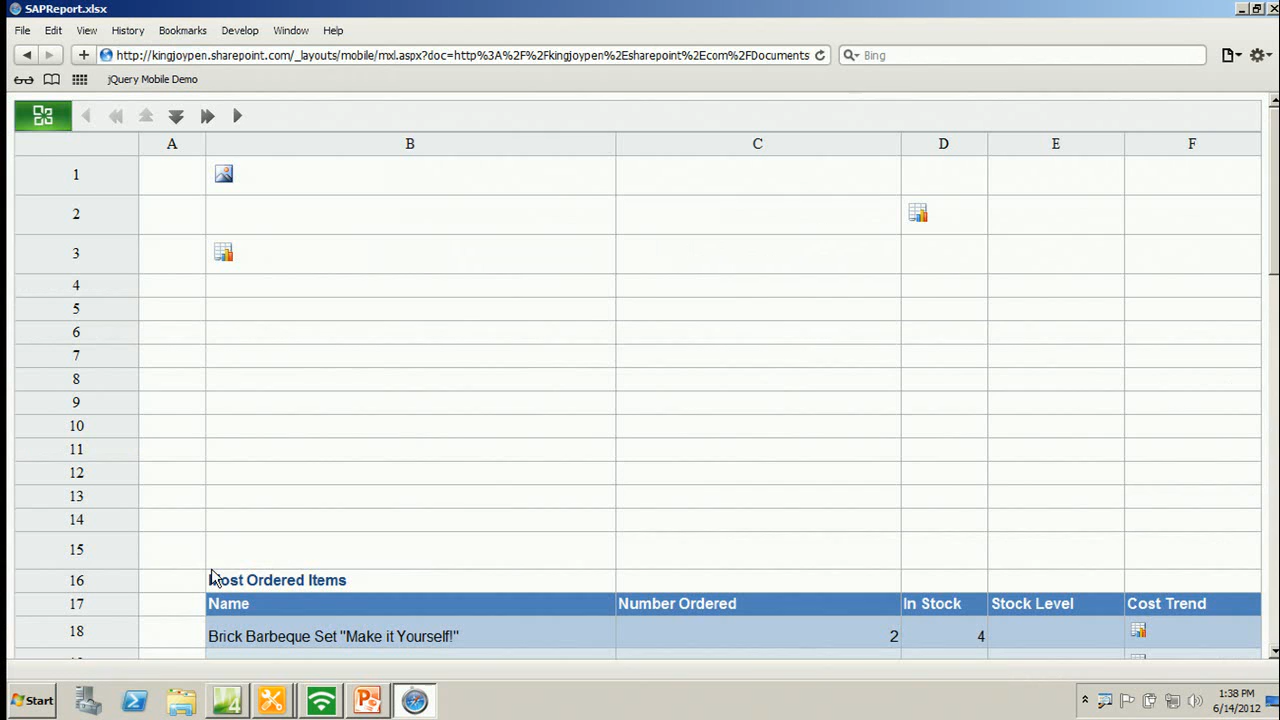 SAPReport.xlsx
File Edit View History Bookmarks Develop Window Help
http://kingjoypen.sharepoint.com/_layouts/mobile/mxl.aspx?doc=http%3A%2F%2Fkingjoypen%2Esharepoint%2Ecom%2FDocuments Bing
jQuery Mobile Demo
A B C D E F
1
2
3
4
5
6
7
8
9
10
11
12
13
14
15
16 ost Ordered Items
17 Name Number Ordered In Stock Stock Level Cost Trend
18 Brick Barbeque Set "Make it Yourself!" 2 4
Start 1:38 PM
6/14/2012